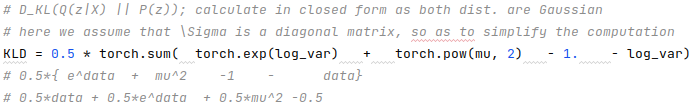 # D_KL(Q(z|X) || P(z)); calculate in closed form as both dist. are Gaussian
# here we assume that \Sigma is a diagonal matrix, so as to simplify the computation
KLD = 0.5 * torch.sum(  torch.exp(log_var)   +   torch.pow(mu, 2)   - 1.    - log_var)
# 0.5*{ e^data  +  mu^2    -1    -      data}
# 0.5*data + 0.5*e^data  + 0.5*mu^2 -0.5